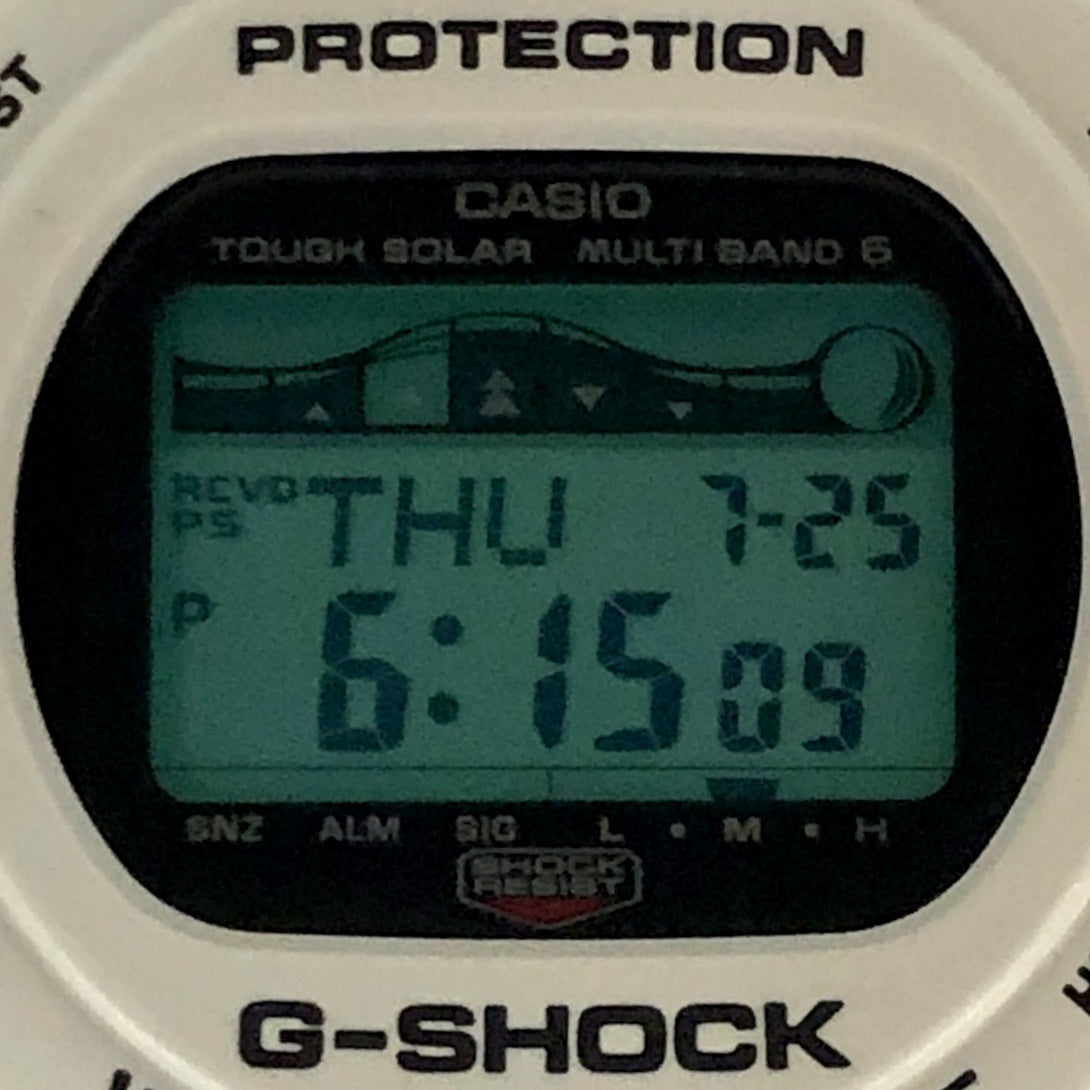 PROTECTION
CASIO
TOUGH SOLAR MULTI BAND 6
RCVD THU 7-25
PS
P 6:15 09
SNZ ALM SIG L • M • H
SHOCK
RESIST
G-SHOCK